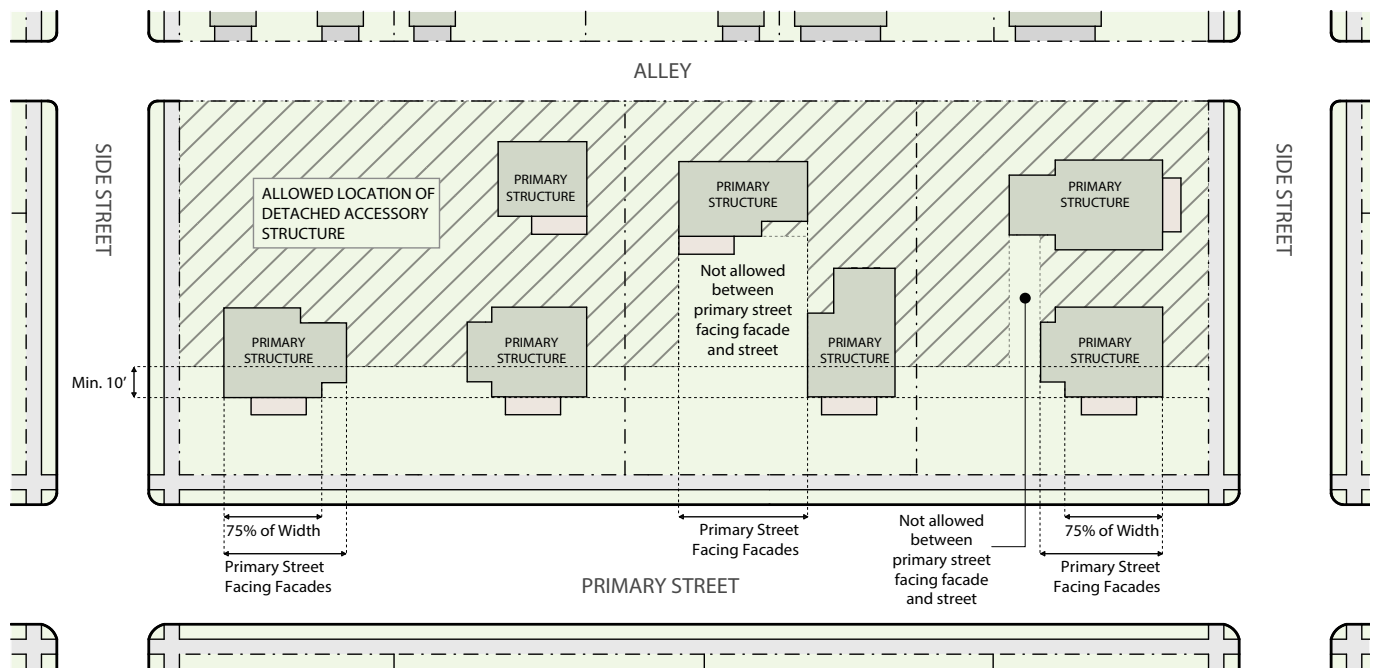 ALLEY
SIDE STREET
SIDE STREET
ALLOWED LOCATION OF
DETACHED ACCESSORY
STRUCTURE
PRIMARY
STRUCTURE
PRIMARY
STRUCTURE
PRIMARY
STRUCTURE
Not allowed
between
primary street
facing facade
and street
PRIMARY
STRUCTURE
PRIMARY
STRUCTURE
PRIMARY
STRUCTURE
PRIMARY
STRUCTURE
Min. 10’
75% of Width
Primary Street
Facing Facades
Primary Street
Facing Facades
Not allowed
between
primary street
facing facade
and street
75% of Width
Primary Street
Facing Facades
PRIMARY STREET